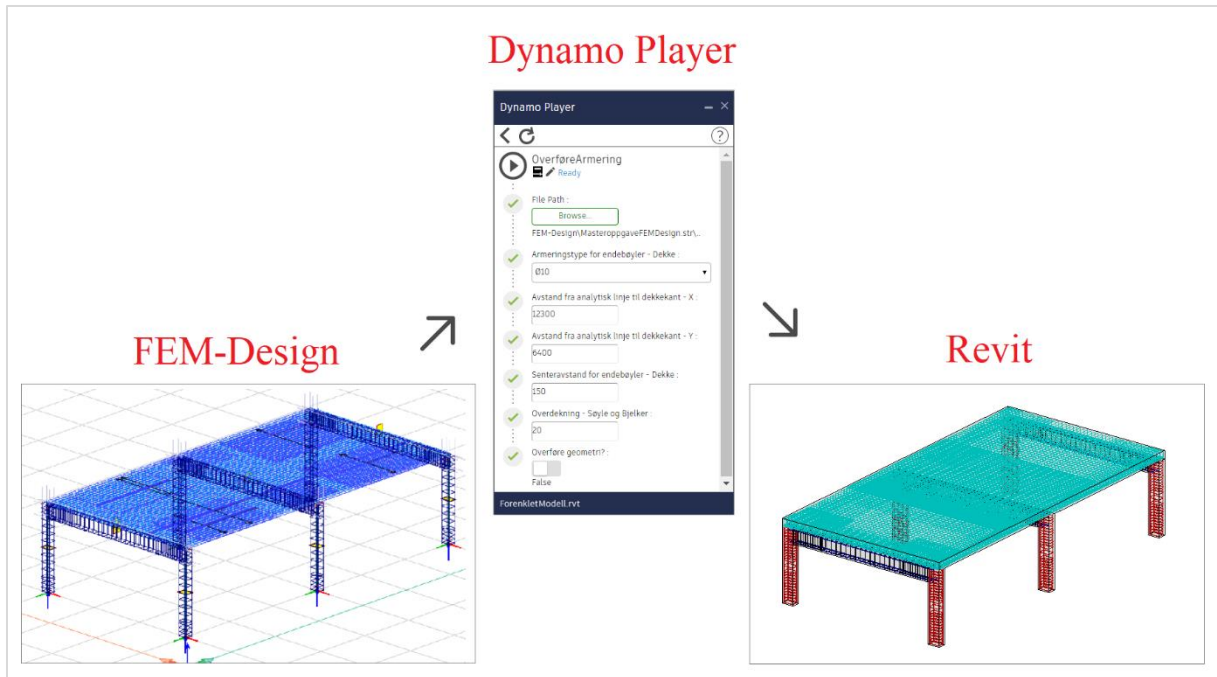 Dynamo Player
Dynamo Player
?
OverføreArmering
Ready
File Path :
Browse...
FEM-Design\MasteroppgaveFEMDesign.str\..
Armeringstype for endebøyler - Dekke :
Ø10
Avstand fra analytisk linje til dekkekant - X :
12300
Avstand fra analytisk linje til dekkekant - Y :
6400
Senteravstand for endebøyler - Dekke :
150
Overdekning - Søyle og Bjelker :
20
Overføre geometri? :
False
ForenkletModell.rvt
FEM-Design
Revit